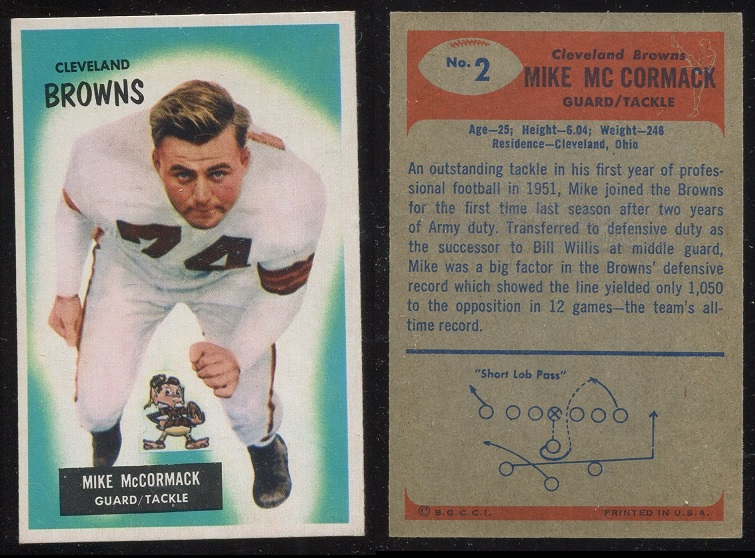 CLEVELAND
BROWNS
74
MIKE McCORMACK
GUARD/TACKLE
No. 2
Cleveland Browns
MIKE MC CORMACK
GUARD/TACKLE
Age—25; Height—6.04; Weight—248
Residence—Cleveland, Ohio
An outstanding tackle in his first year of profes-
sional football in 1951, Mike joined the Browns
for the first time last season after two years
of Army duty. Transferred to defensive duty as
the successor to Bill Willis at middle guard,
Mike was a big factor in the Browns' defensive
record which showed the line yielded only 1,050
to the opposition in 12 games—the team's all-
time record.
"Short Lob Pass"
© B.G.C.C.I.
PRINTED IN U.S.A.